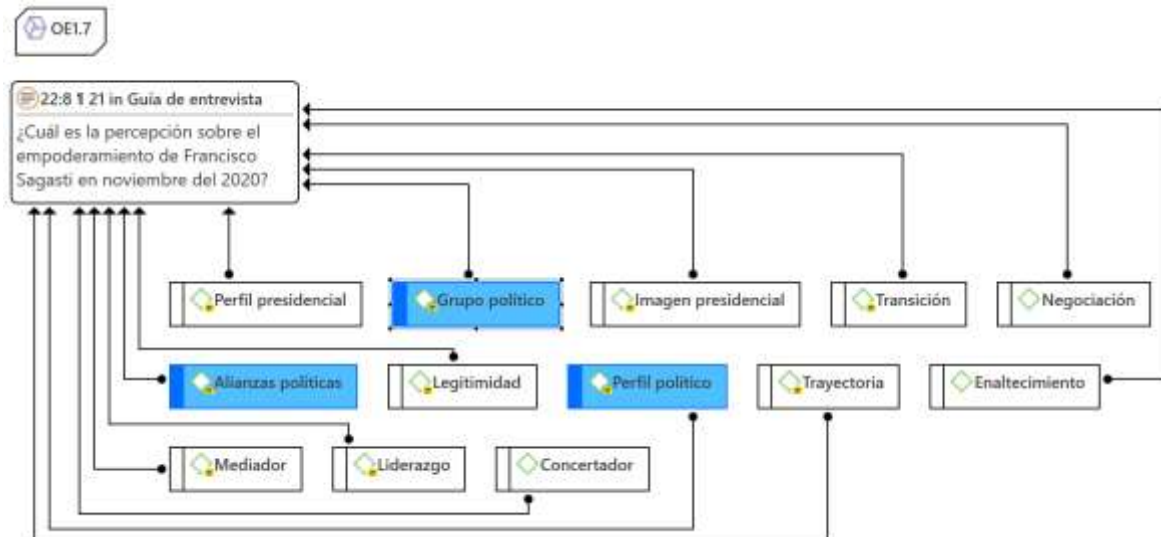 OE1.7
22:8 ¶ 21 in Guía de entrevista
¿Cuál es la percepción sobre el
empoderamiento de Francisco
Sagasti en noviembre del 2020?
Perfil presidencial
Grupo político
Imagen presidencial
Transición
Negociación
Alianzas políticas
Legitimidad
Perfil político
Trayectoria
Enaltecimiento
Mediador
Liderazgo
Concertador